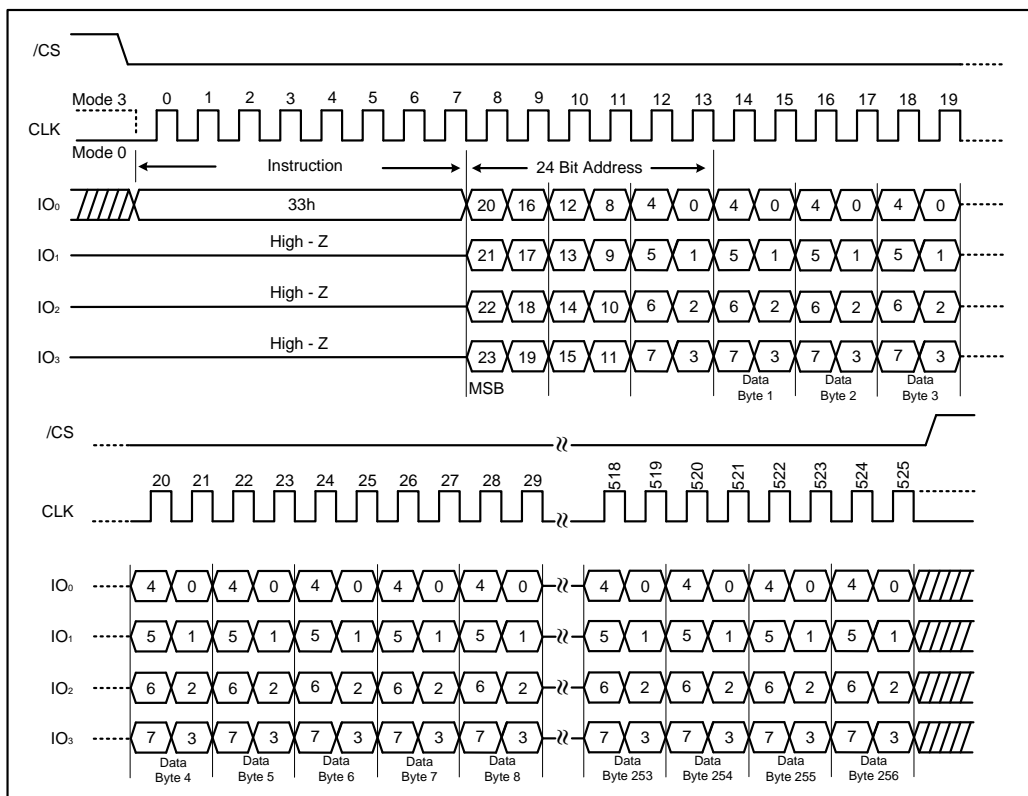 /CS
Mode 3 0 1 2 3 4 5 6 7 8 9 10 11 12 13 14 15 16 17 18 19
CLK
Mode 0
Instruction 24 Bit Address
IO₀ 33h 20 16 12 8 4 0 4 0 4 0 4 0
High - Z
IO₁ 21 17 13 9 5 1 5 1 5 1 5 1
High - Z
IO₂ 22 18 14 10 6 2 6 2 6 2 6 2
High - Z
IO₃ 23 19 15 11 7 3 7 3 7 3 7 3
MSB Data Byte 1 Data Byte 2 Data Byte 3
/CS
20 21 22 23 24 25 26 27 28 29 518 519 520 521 522 523 524 525
CLK
IO₀ 4 0 4 0 4 0 4 0 4 0 4 0 4 0 4 0 4 0
IO₁ 5 1 5 1 5 1 5 1 5 1 5 1 5 1 5 1 5 1
IO₂ 6 2 6 2 6 2 6 2 6 2 6 2 6 2 6 2 6 2
IO₃ 7 3 7 3 7 3 7 3 7 3 7 3 7 3 7 3 7 3
Data Byte 4 Data Byte 5 Data Byte 6 Data Byte 7 Data Byte 8 Data Byte 253 Data Byte 254 Data Byte 255 Data Byte 256